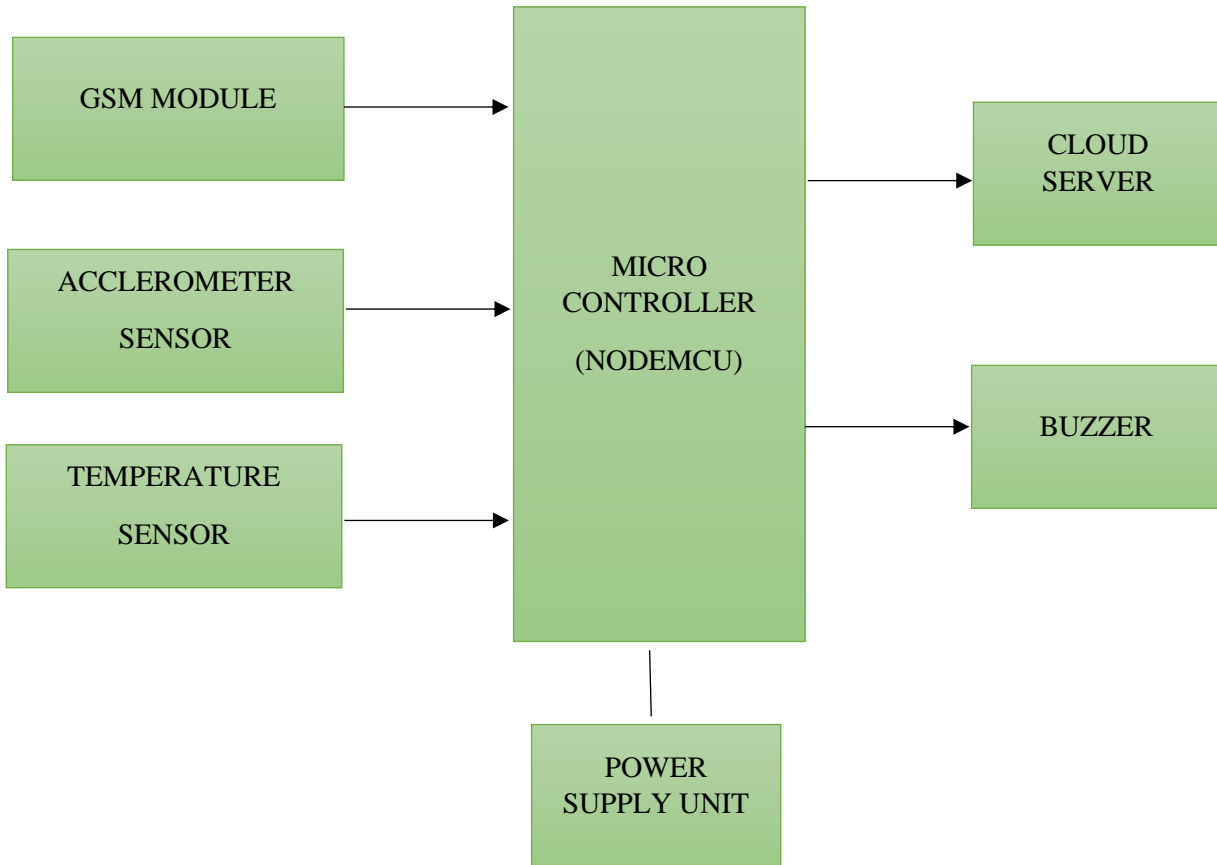 GSM MODULE
ACCLEROMETER
SENSOR
TEMPERATURE
SENSOR
MICRO
CONTROLLER
(NODEMCU)
CLOUD
SERVER
BUZZER
POWER
SUPPLY UNIT